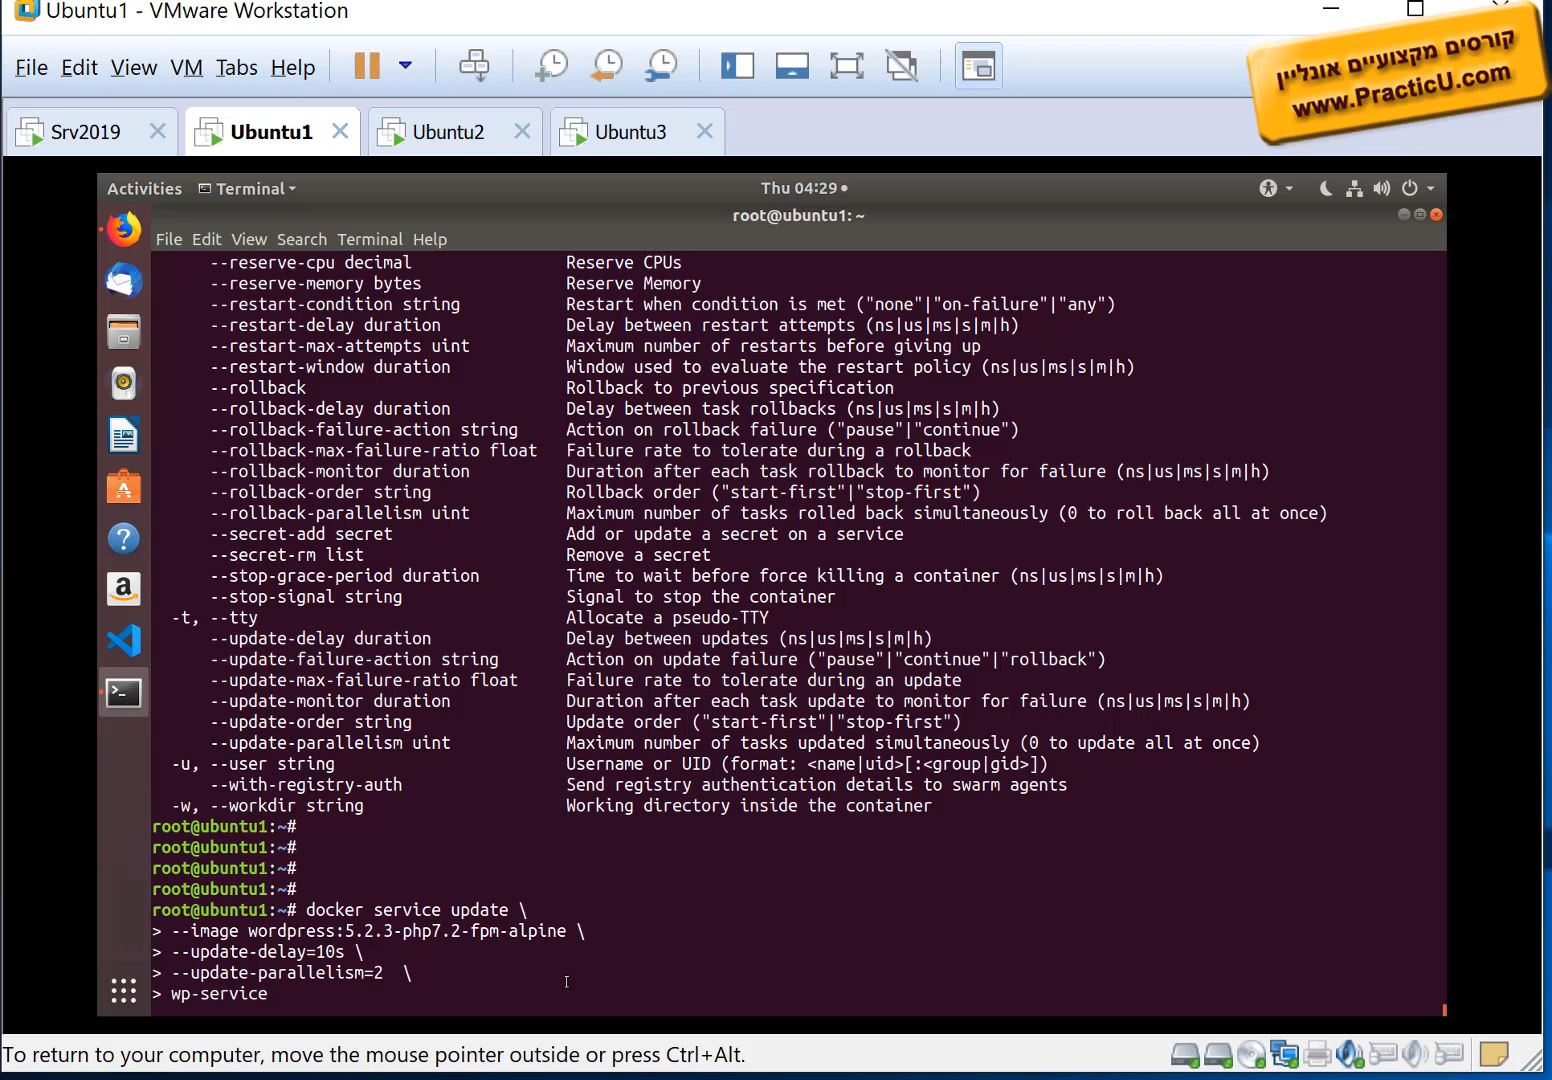 Ubuntu1 - VMware Workstation
File Edit View VM Tabs Help
קורסים מקצועיים אונליין
www.PracticU.com
Srv2019 Ubuntu1 Ubuntu2 Ubuntu3
Activities Terminal Thu 04:29
root@ubuntu1: ~
File Edit View Search Terminal Help
--reserve-cpu decimal Reserve CPUs
--reserve-memory bytes Reserve Memory
--restart-condition string Restart when condition is met ("none"|"on-failure"|"any")
--restart-delay duration Delay between restart attempts (ns|us|ms|s|m|h)
--restart-max-attempts uint Maximum number of restarts before giving up
--restart-window duration Window used to evaluate the restart policy (ns|us|ms|s|m|h)
--rollback Rollback to previous specification
--rollback-delay duration Delay between task rollbacks (ns|us|ms|s|m|h)
--rollback-failure-action string Action on rollback failure ("pause"|"continue")
--rollback-max-failure-ratio float Failure rate to tolerate during a rollback
--rollback-monitor duration Duration after each task rollback to monitor for failure (ns|us|ms|s|m|h)
--rollback-order string Rollback order ("start-first"|"stop-first")
--rollback-parallelism uint Maximum number of tasks rolled back simultaneously (0 to roll back all at once)
--secret-add secret Add or update a secret on a service
--secret-rm list Remove a secret
--stop-grace-period duration Time to wait before force killing a container (ns|us|ms|s|m|h)
--stop-signal string Signal to stop the container
-t, --tty Allocate a pseudo-TTY
--update-delay duration Delay between updates (ns|us|ms|s|m|h)
--update-failure-action string Action on update failure ("pause"|"continue"|"rollback")
--update-max-failure-ratio float Failure rate to tolerate during an update
--update-monitor duration Duration after each task update to monitor for failure (ns|us|ms|s|m|h)
--update-order string Update order ("start-first"|"stop-first")
--update-parallelism uint Maximum number of tasks updated simultaneously (0 to update all at once)
-u, --user string Username or UID (format: <name|uid>[:<group|gid>])
--with-registry-auth Send registry authentication details to swarm agents
-w, --workdir string Working directory inside the container
root@ubuntu1:~#
root@ubuntu1:~#
root@ubuntu1:~#
root@ubuntu1:~#
root@ubuntu1:~# docker service update \
> --image wordpress:5.2.3-php7.2-fpm-alpine \
> --update-delay=10s \
> --update-parallelism=2 \
> wp-service
To return to your computer, move the mouse pointer outside or press Ctrl+Alt.